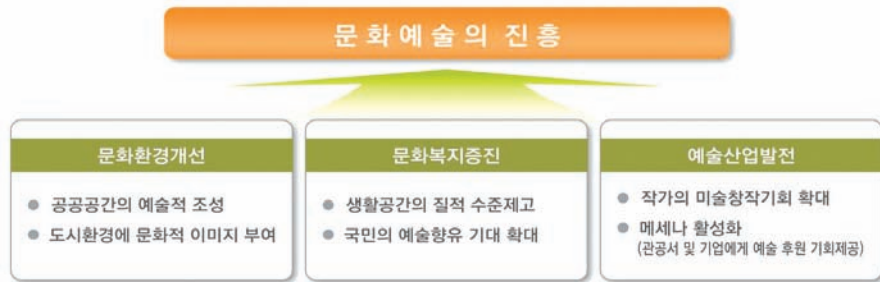 문화예술의 진흥
문화환경개선
● 공공공간의 예술적 조성
● 도시환경에 문화적 이미지 부여
문화복지증진
● 생활공간의 질적 수준제고
● 국민의 예술향유 기대 확대
예술산업발전
● 작가의 미술창작기회 확대
● 메세나 활성화
(관공서 및 기업에게 예술 후원 기회제공)